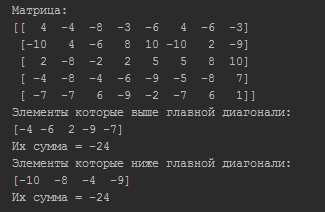 Матрица:
[[  4  -4  -8  -3  -6   4  -6  -3]
 [-10   4  -6   8  10 -10   2  -9]
 [  2  -8  -2   2   5   5   8  10]
 [ -4  -8  -4  -6  -9  -5  -8   7]
 [ -7  -7   6  -9  -2  -7   6   1]]
Элементы которые выше главной диагонали:
[-4 -6  2 -9 -7]
Их сумма = -24
Элементы которые ниже главной диагонали:
[-10  -8  -4  -9]
Их сумма = -24